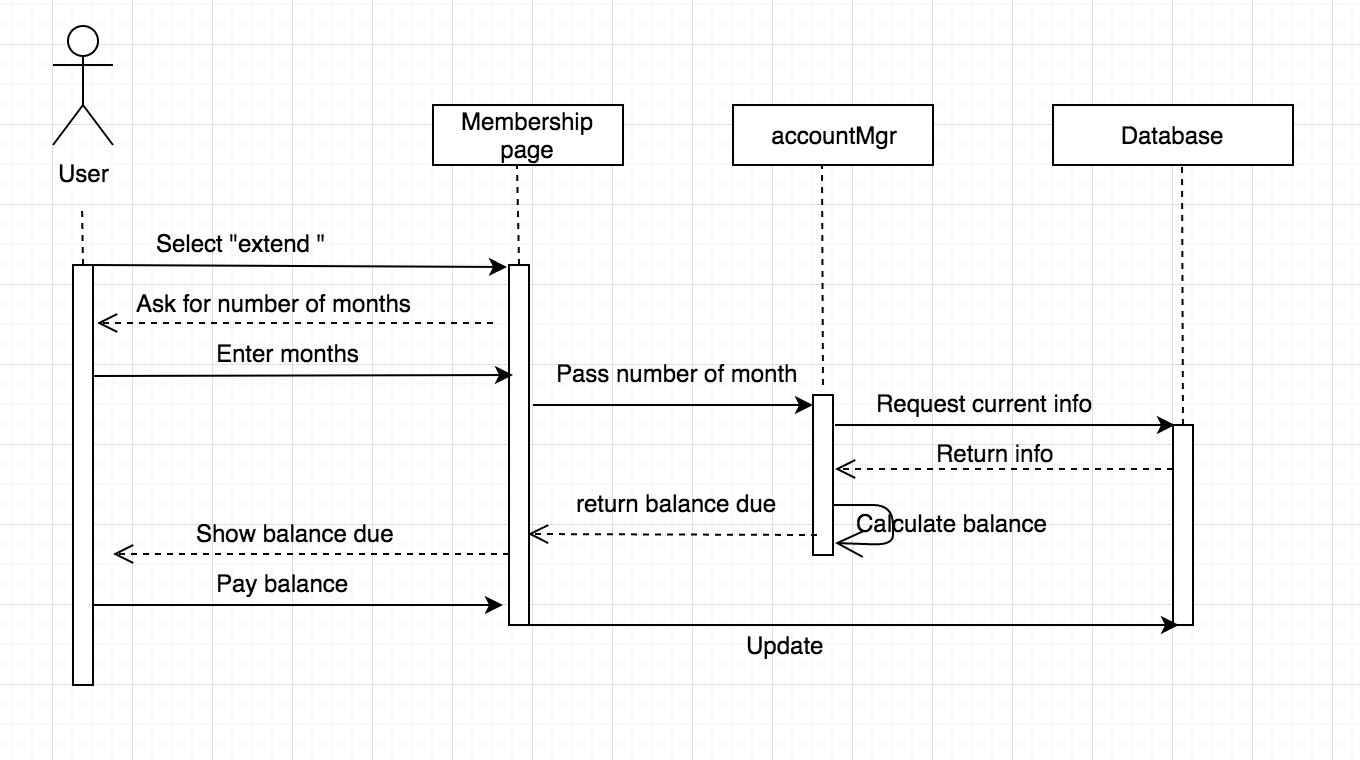 User
Membership
page
accountMgr
Database
Select "extend "
Ask for number of months
Enter months
Pass number of month
Request current info
Return info
return balance due
Calculate balance
Show balance due
Pay balance
Update